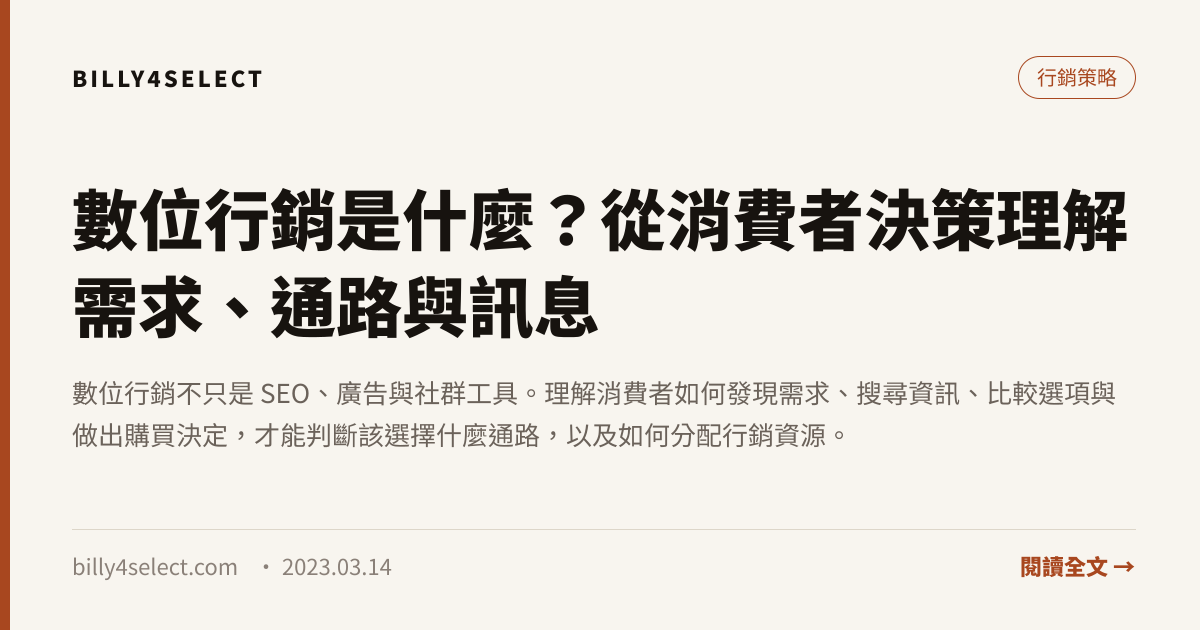 BILLY4SELECT
行銷策略
數位行銷是什麼？從消費者決策理解
需求、通路與訊息
數位行銷不只是 SEO、廣告與社群工具。理解消費者如何發現需求、搜尋資訊、比較選項與
做出購買決定，才能判斷該選擇什麼通路，以及如何分配行銷資源。
billy4select.com ・ 2023.03.14
閱讀全文 →